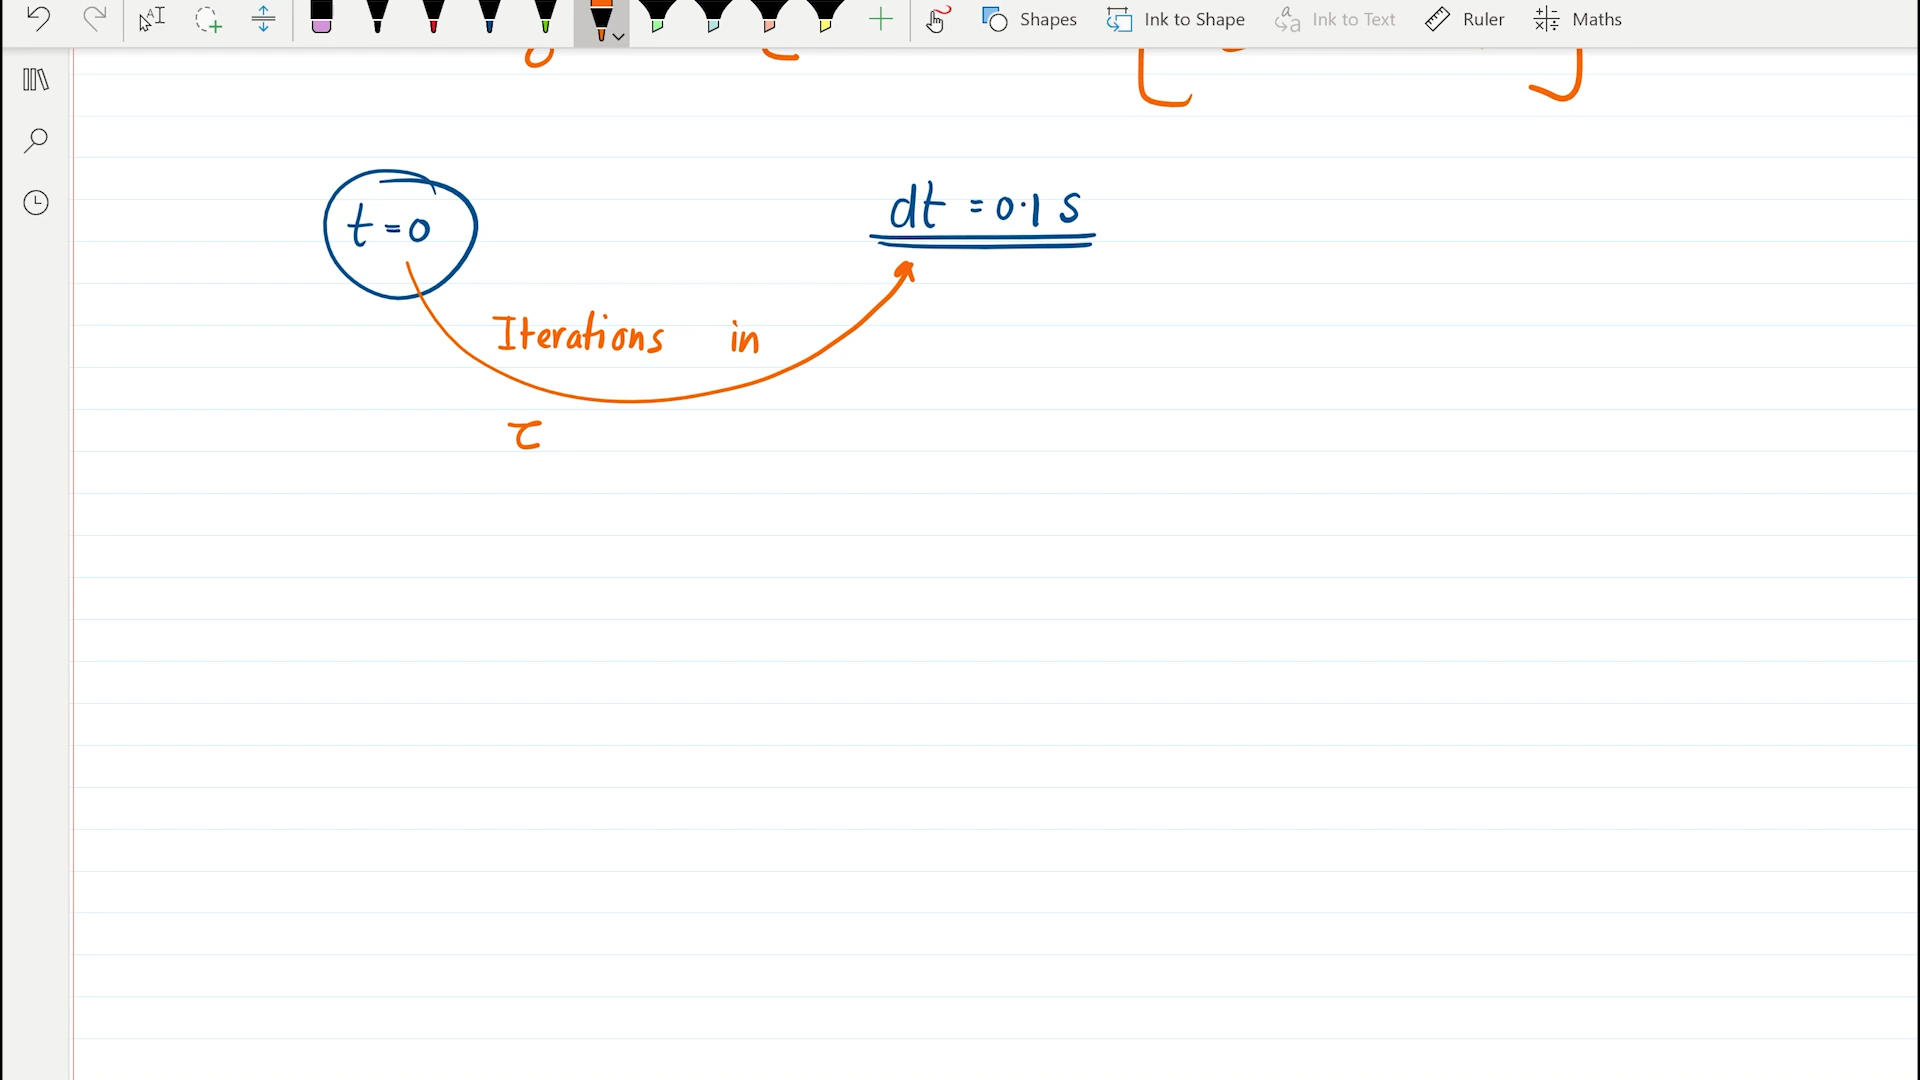 Shapes Ink to Shape Ink to Text Ruler Maths
t = 0 dt = 0.1 s
Iterations in
τ